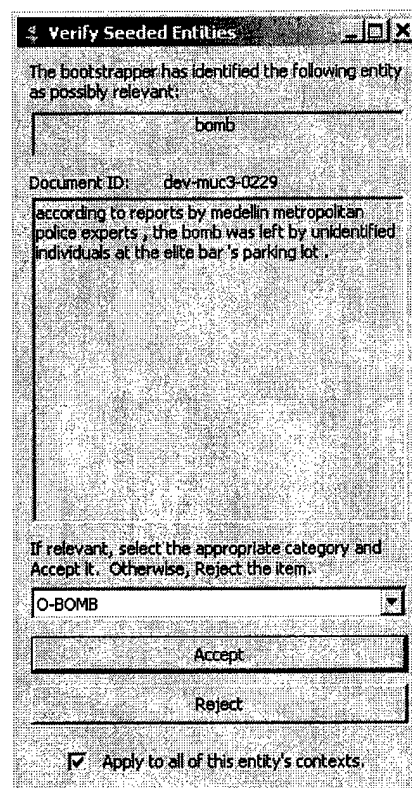 Verify Seeded Entities
The bootstrapper has identified the following entity
as possibly relevant:
bomb
Document ID: dev-muc3-0229
according to reports by medellin metropolitan
police experts , the bomb was left by unidentified
individuals at the elite bar 's parking lot .
If relevant, select the appropriate category and
Accept it. Otherwise, Reject the item.
O-BOMB
Accept
Reject
Apply to all of this entity's contexts.